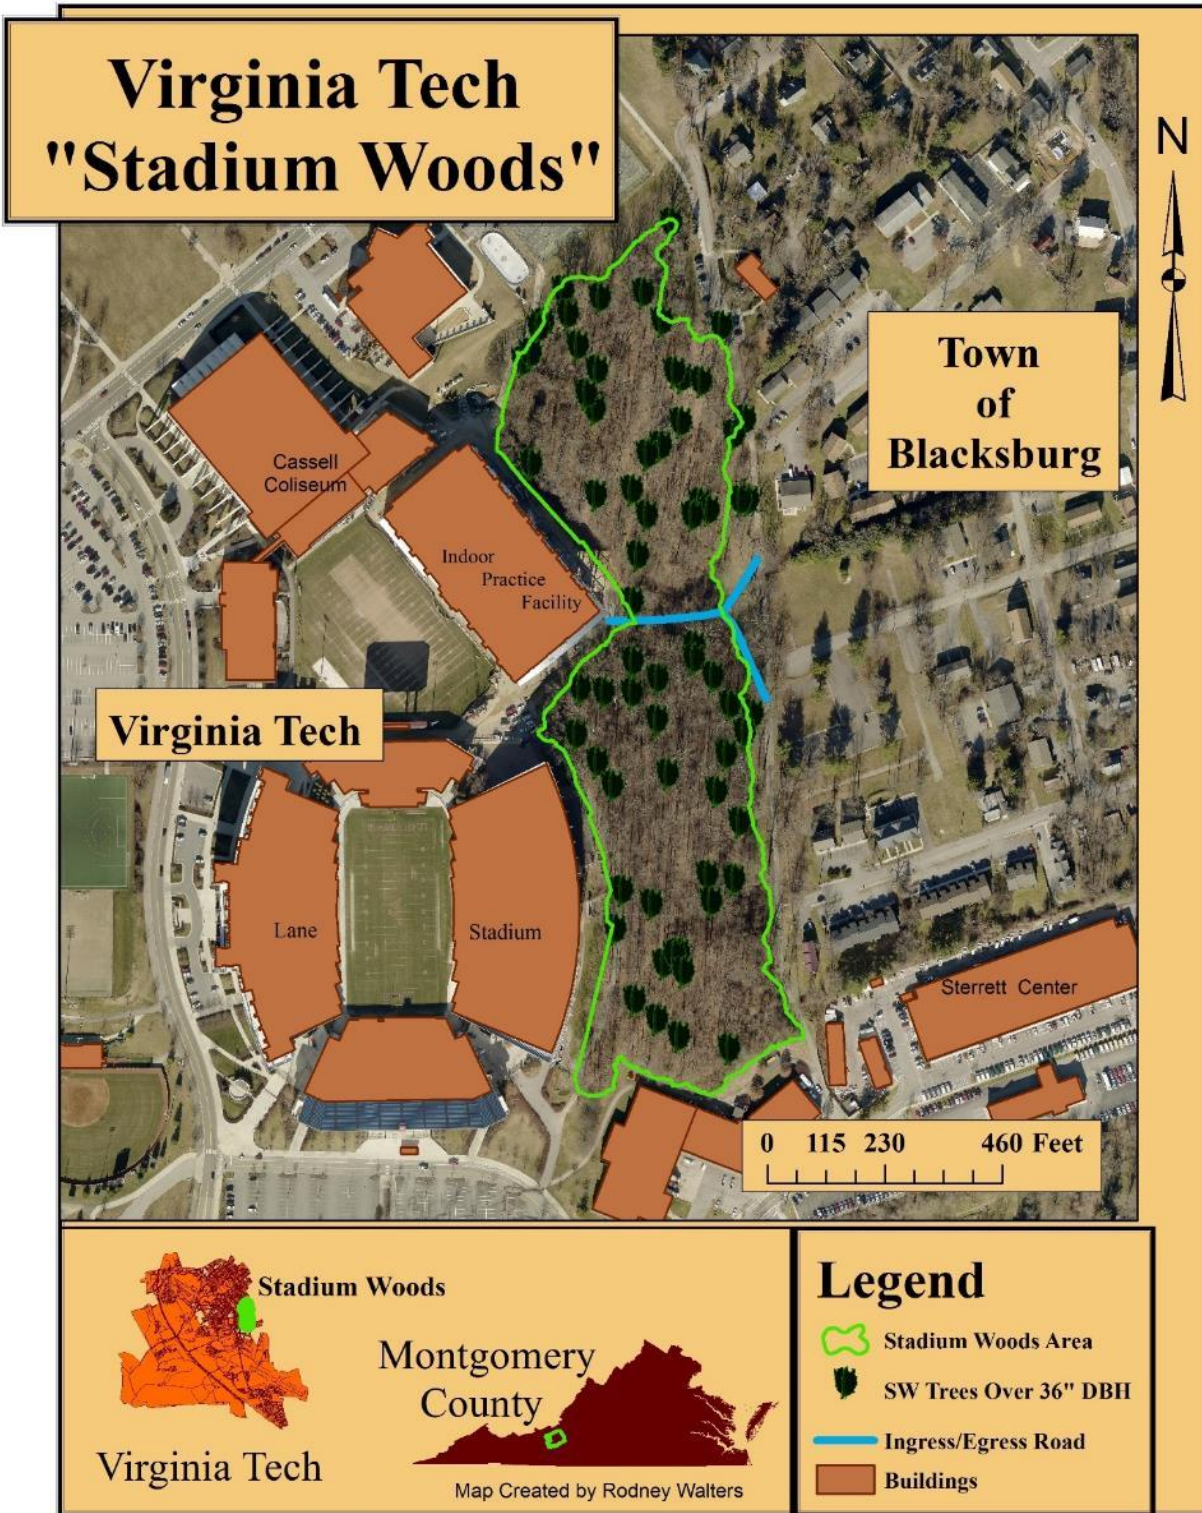 Virginia Tech
"Stadium Woods"
N
Town
of
Blacksburg
Cassell
Coliseum
Indoor
Practice
Facility
Virginia Tech
Lane
Stadium
Sterrett Center
0 115 230 460 Feet
Stadium Woods
Virginia Tech
Montgomery
County
Map Created by Rodney Walters
Legend
Stadium Woods Area
SW Trees Over 36" DBH
Ingress/Egress Road
Buildings